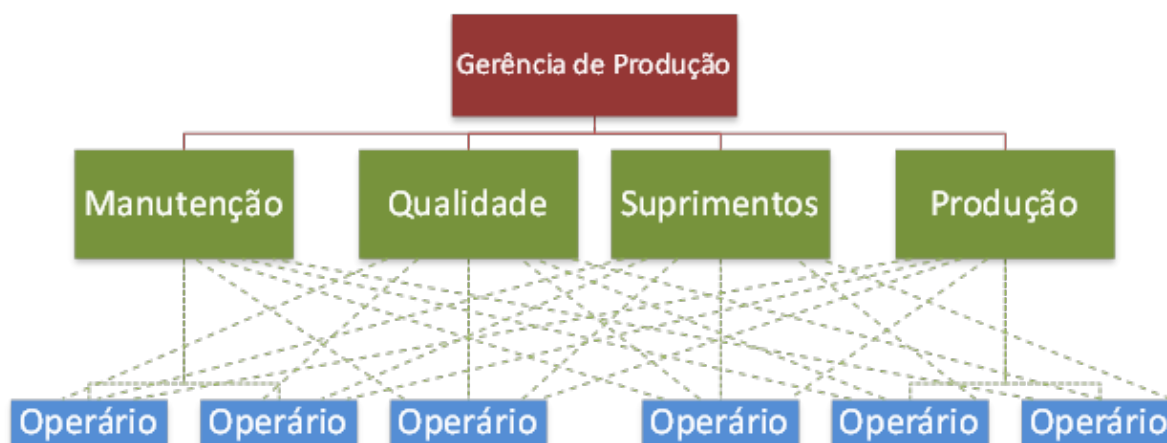 Gerência de Produção
Manutenção
Qualidade
Suprimentos
Produção
Operário
Operário
Operário
Operário
Operário
Operário